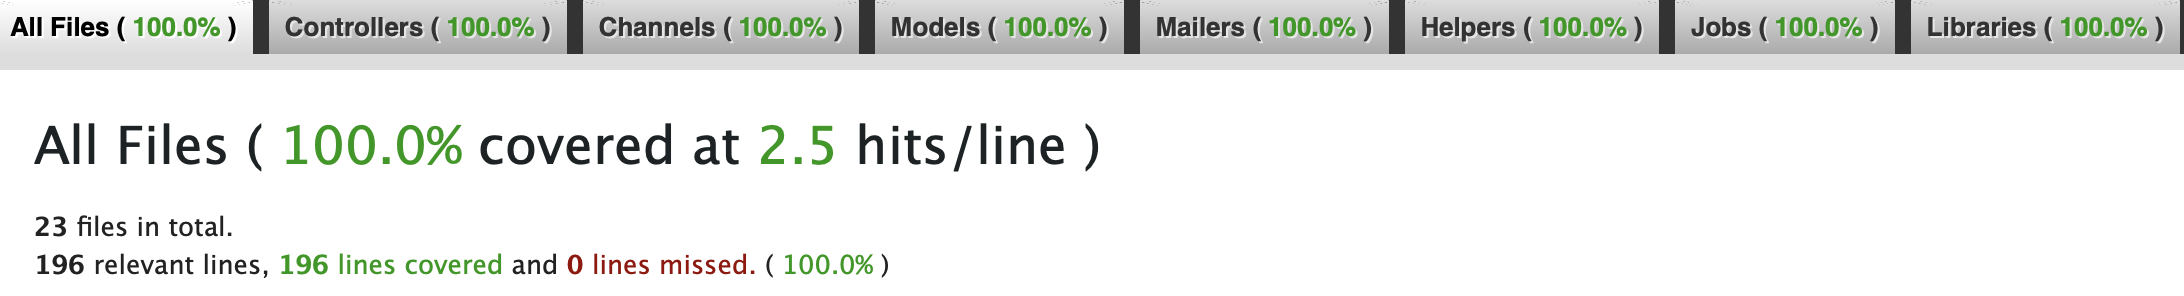 All Files ( 100.0% ) Controllers ( 100.0% ) Channels ( 100.0% ) Models ( 100.0% ) Mailers ( 100.0% ) Helpers ( 100.0% ) Jobs ( 100.0% ) Libraries ( 100.0% )
All Files ( 100.0% covered at 2.5 hits/line )
23 files in total.
196 relevant lines, 196 lines covered and 0 lines missed. ( 100.0% )